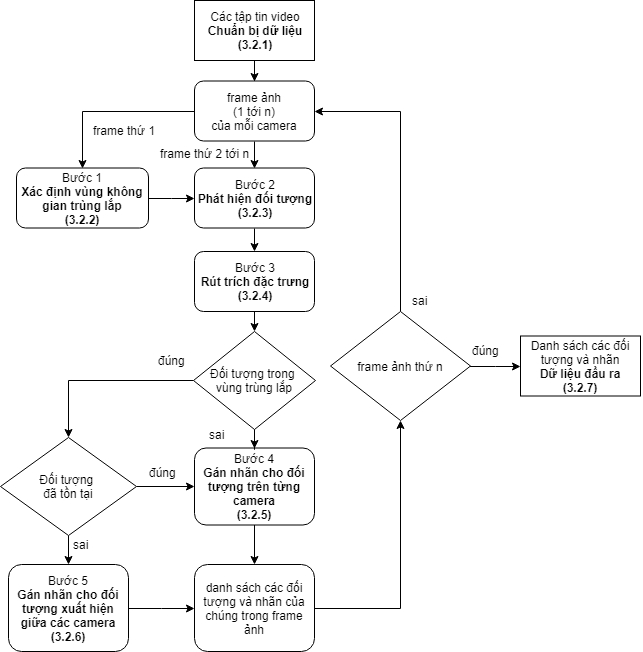 Các tập tin video
Chuẩn bị dữ liệu
(3.2.1)
frame ảnh
(1 tới n)
của mỗi camera
frame thứ 1
frame thứ 2 tới n
Bước 1
Xác định vùng không
gian trùng lắp
(3.2.2)
Bước 2
Phát hiện đối tượng
(3.2.3)
Bước 3
Rút trích đặc trưng
(3.2.4)
sai
đúng
Đối tượng trong
vùng trùng lắp
frame ảnh thứ n
đúng
Danh sách các đối
tượng và nhãn
Dữ liệu đầu ra
(3.2.7)
sai
Đối tượng
đã tồn tại
đúng
Bước 4
Gán nhãn cho đối
tượng trên từng
camera
(3.2.5)
sai
Bước 5
Gán nhãn cho đối
tượng xuất hiện
giữa các camera
(3.2.6)
danh sách các đối
tượng và nhãn của
chúng trong frame
ảnh